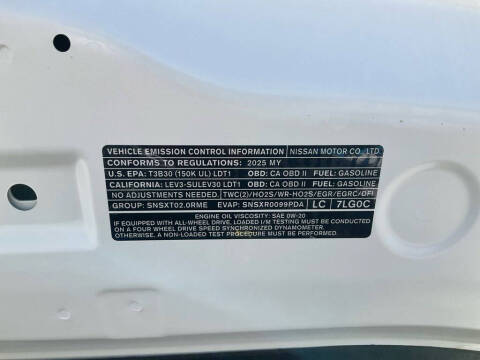 VEHICLE EMISSION CONTROL INFORMATION NISSAN MOTOR CO., LTD.
CONFORMS TO REGULATIONS: 2025 MY
U.S. EPA: T3B30 (150K UL) LDT1 OBD: CA OBD II FUEL: GASOLINE
CALIFORNIA: LEV3-SULEV30 LDT1 OBD: CA OBD II FUEL: GASOLINE
NO ADJUSTMENTS NEEDED. TWC(2)/HO2S/WR-HO2S/EGR/EGRC/DFI
GROUP: SNSXT02.0RME EVAP: SNSXR0099PDA LC 7LG0C
ENGINE OIL VISCOSITY: SAE 0W-20
IF EQUIPPED WITH ALL-WHEEL DRIVE, LOADED I/M TESTING MUST BE CONDUCTED
ON A FOUR WHEEL DRIVE SPEED SYNCHRONIZED DYNAMOMETER.
OTHERWISE, A NON-LOADED TEST PROCEDURE MUST BE PERFORMED.